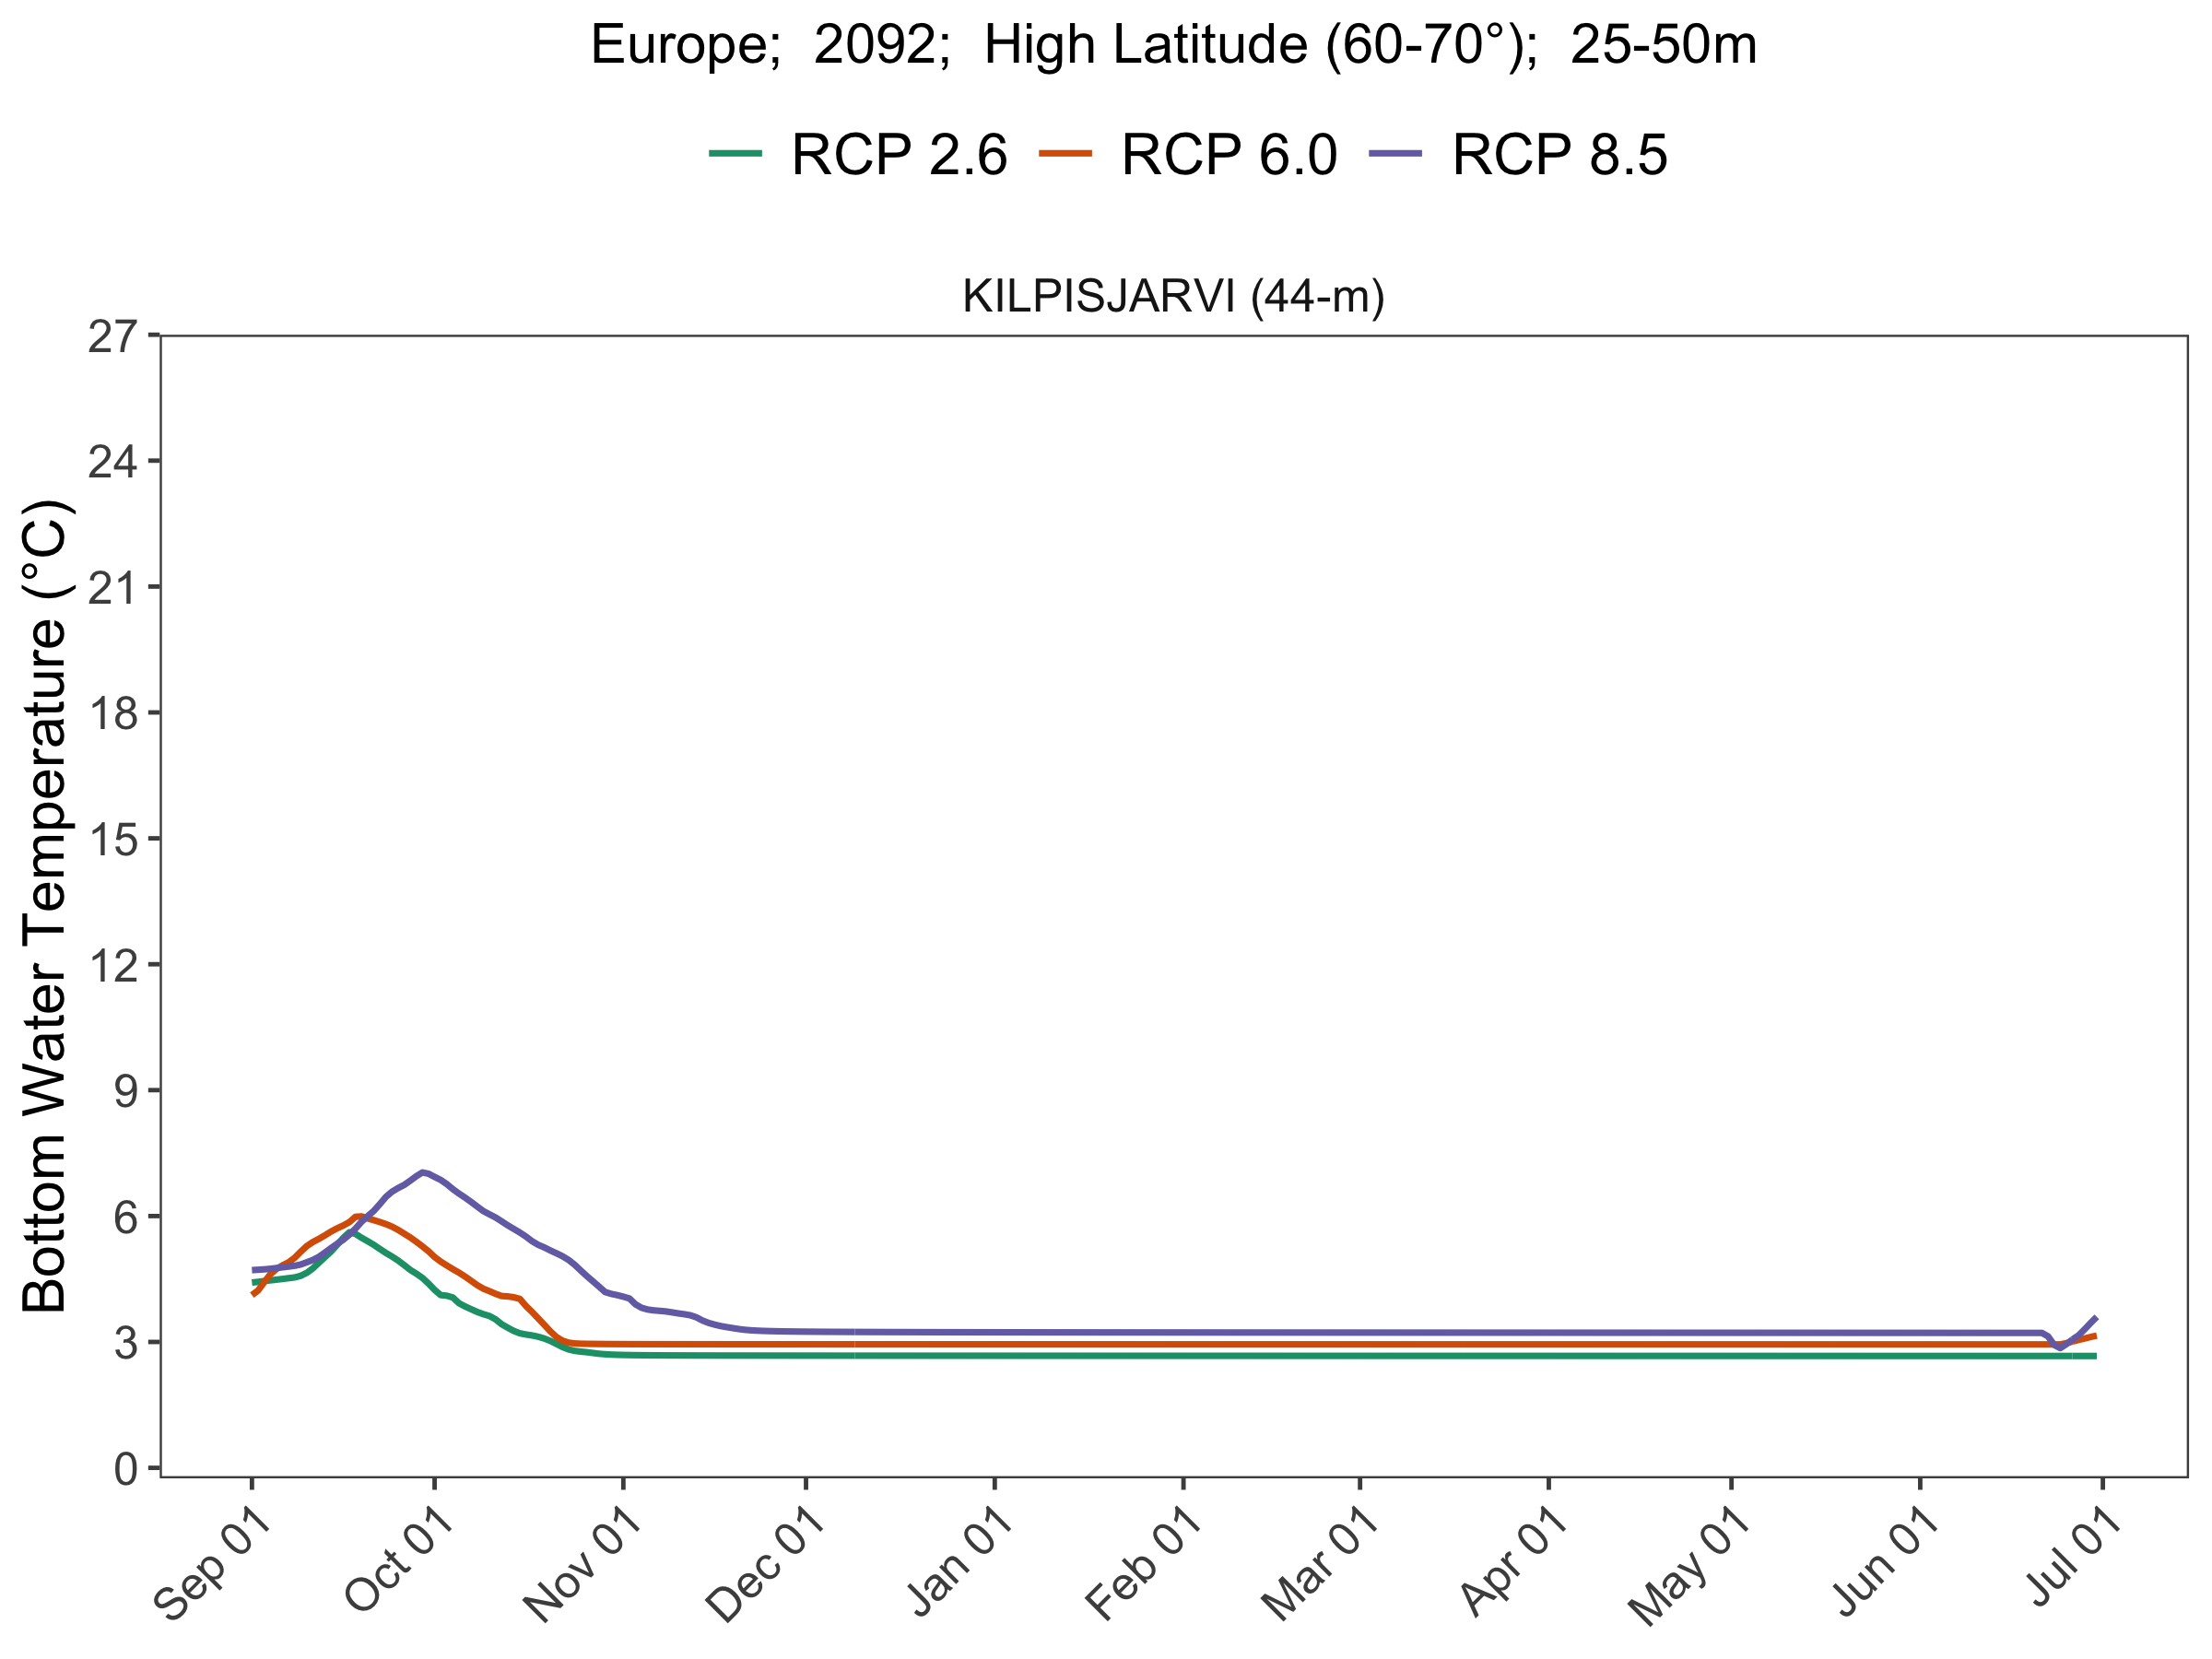 Europe; 2092; High Latitude (60-70°); 25-50m
RCP 2.6 RCP 6.0 RCP 8.5
KILPISJARVI (44-m)
Bottom Water Temperature (°C)
27
24
21
18
15
12
9
6
3
0
Sep 01 Oct 01 Nov 01 Dec 01 Jan 01 Feb 01 Mar 01 Apr 01 May 01 Jun 01 Jul 01